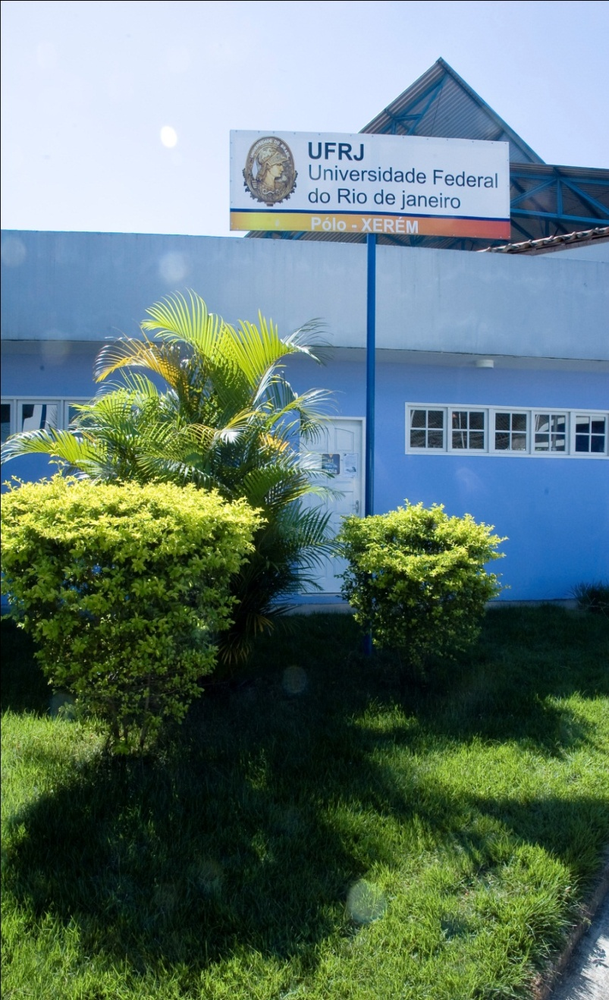 UFRJ
Universidade Federal
do Rio de janeiro
Pólo - XERÉM